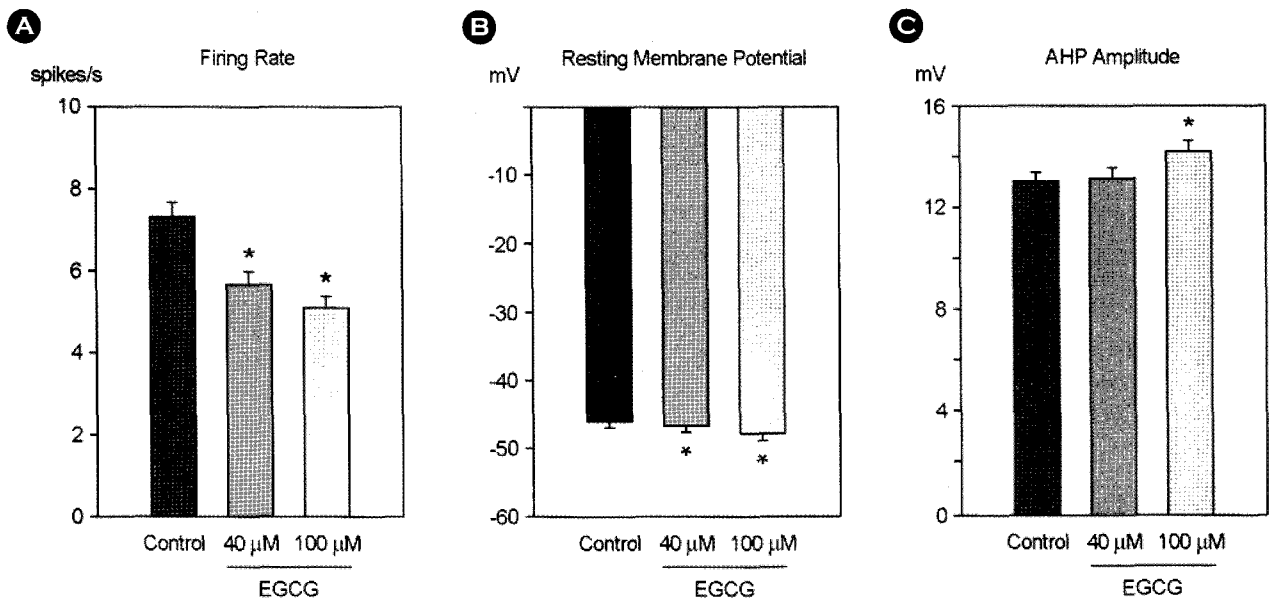 A
Firing Rate
spikes/s
10
8
6
4
2
0
*
*
Control 40 μM 100 μM
EGCG
B
Resting Membrane Potential
mV
-10
-20
-30
-40
-50
-60
*
*
Control 40 μM 100 μM
EGCG
C
AHP Amplitude
mV
16
12
8
4
0
*
Control 40 μM 100 μM
EGCG